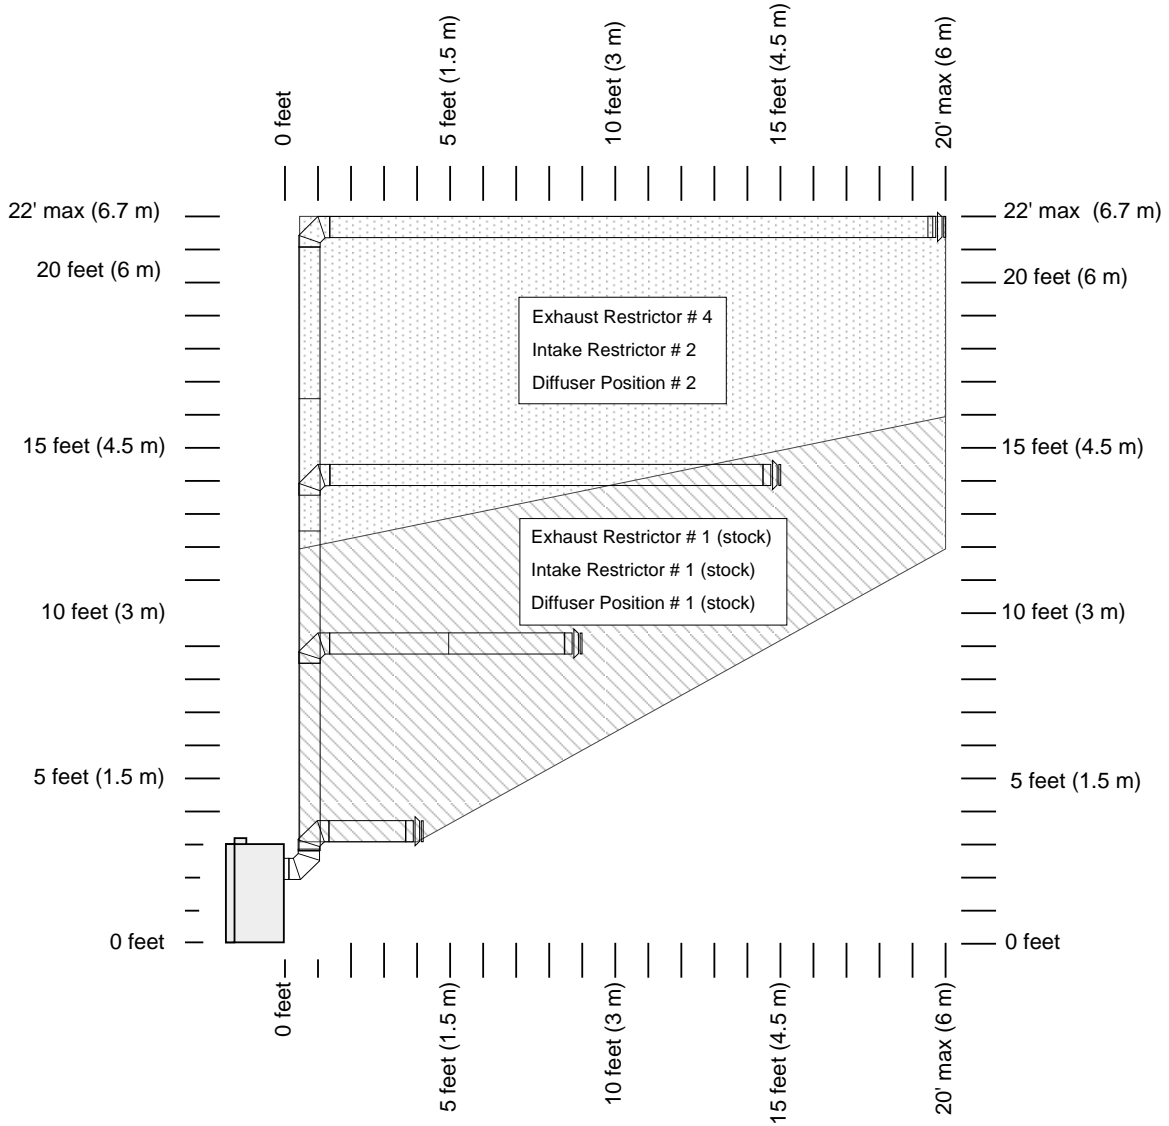 0 feet
5 feet (1.5 m)
10 feet (3 m)
15 feet (4.5 m)
20' max (6 m)
22' max (6.7 m)
20 feet (6 m)
15 feet (4.5 m)
10 feet (3 m)
5 feet (1.5 m)
0 feet
22' max  (6.7 m)
20 feet (6 m)
15 feet (4.5 m)
10 feet (3 m)
5 feet (1.5 m)
0 feet
Exhaust Restrictor # 4
Intake Restrictor # 2
Diffuser Position # 2
Exhaust Restrictor # 1 (stock)
Intake Restrictor # 1 (stock)
Diffuser Position # 1 (stock)
0 feet
5 feet (1.5 m)
10 feet (3 m)
15 feet (4.5 m)
20' max (6 m)